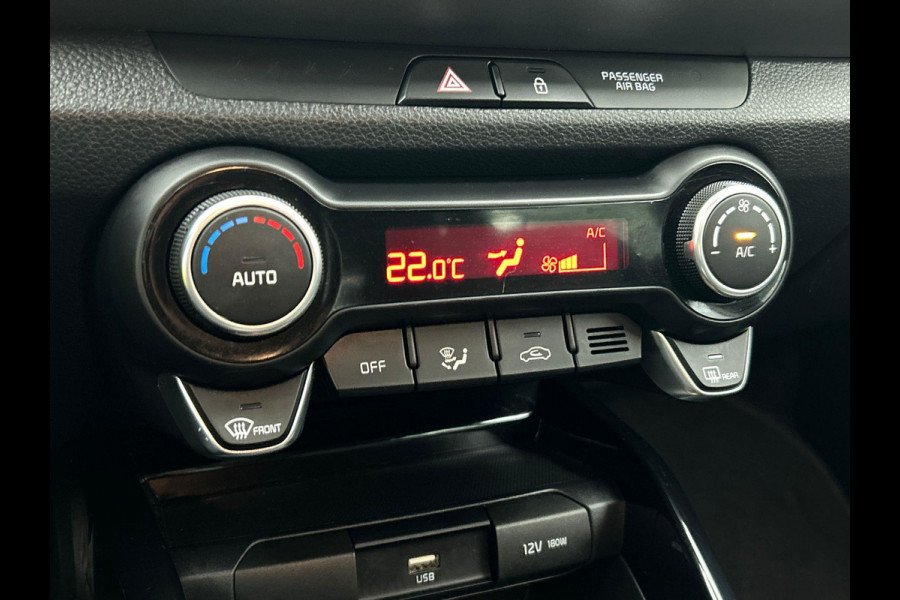 PASSENGER
AIR BAG
AUTO
22.0°C
A/C
- A/C +
OFF
FRONT
REAR
USB
12V 180W